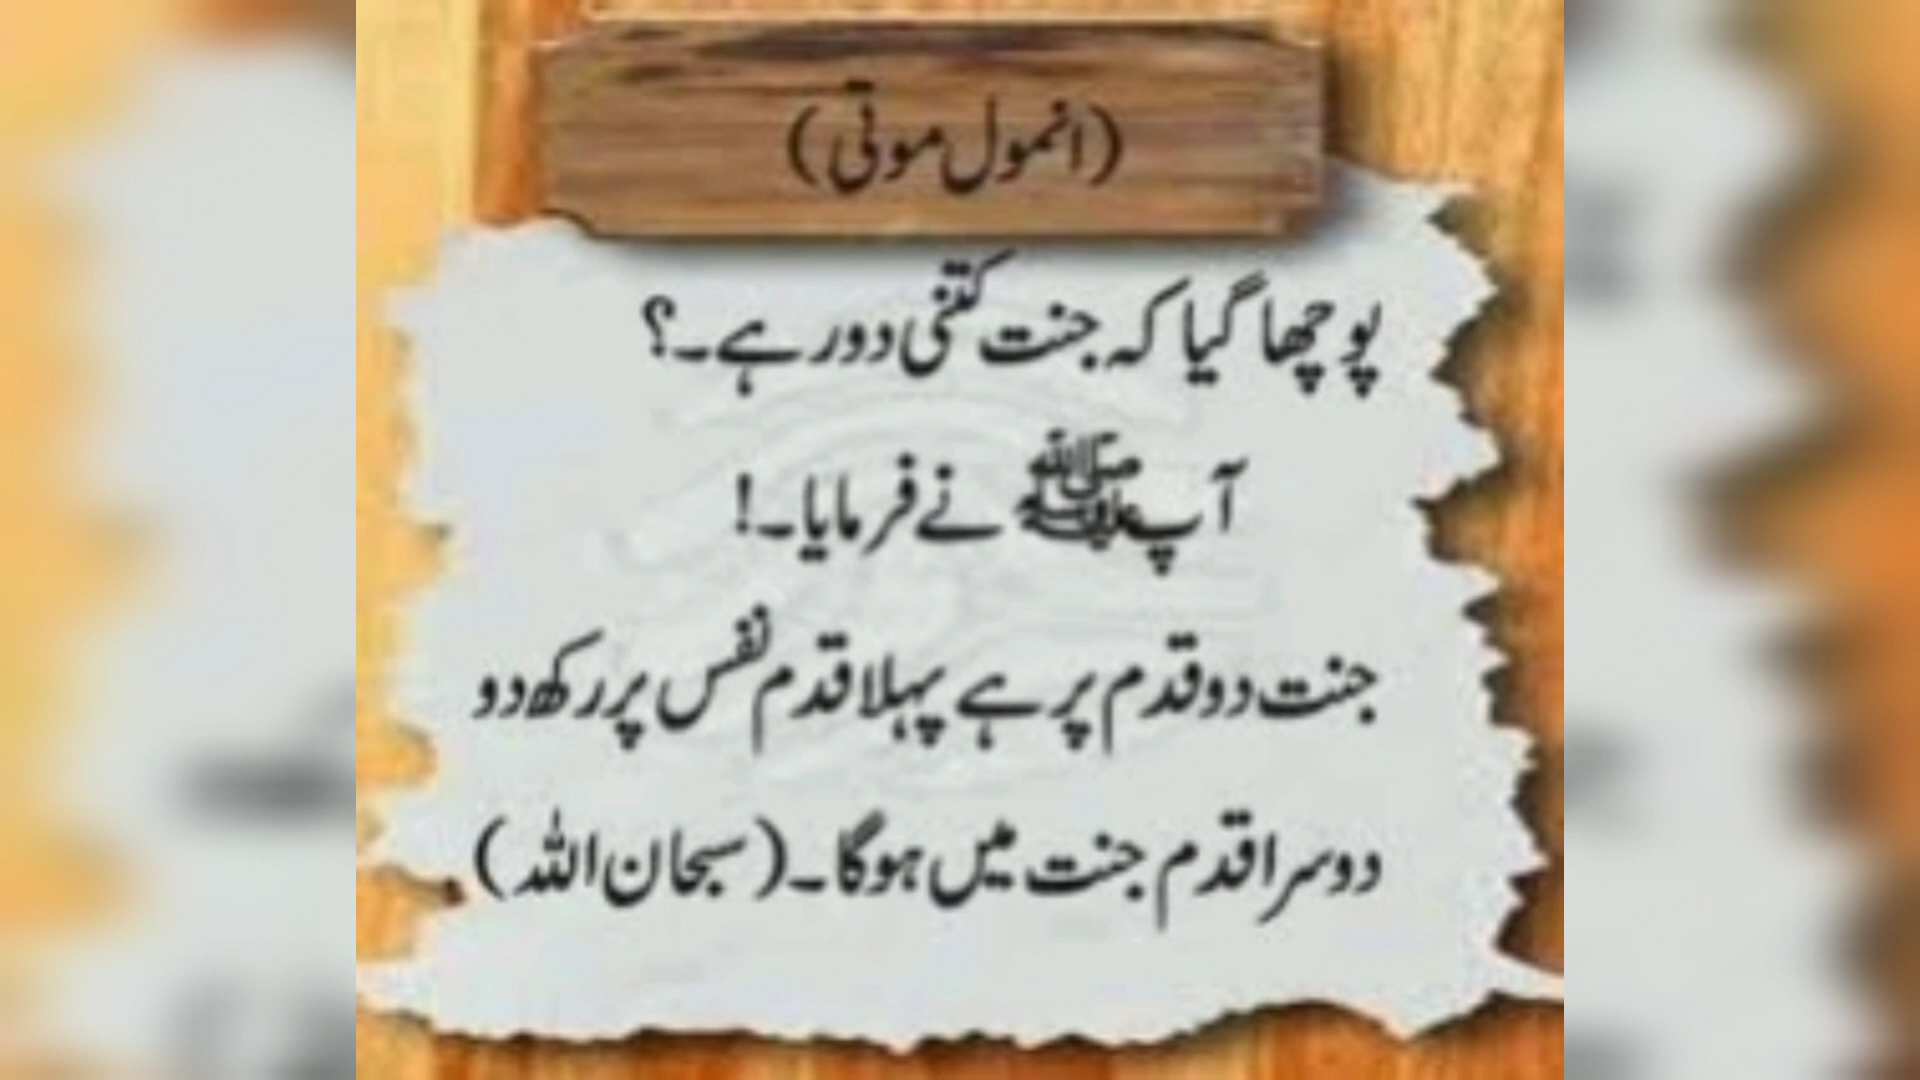 (انمول موتی)
پوچھا گیا کہ جنت کتنی دور ہے۔؟
آپ ﷺ نے فرمایا۔!
جنت دو قدم پر ہے پہلا قدم نفس پر رکھ دو
دوسرا قدم جنت میں ہوگا۔ (سبحان اللہ)